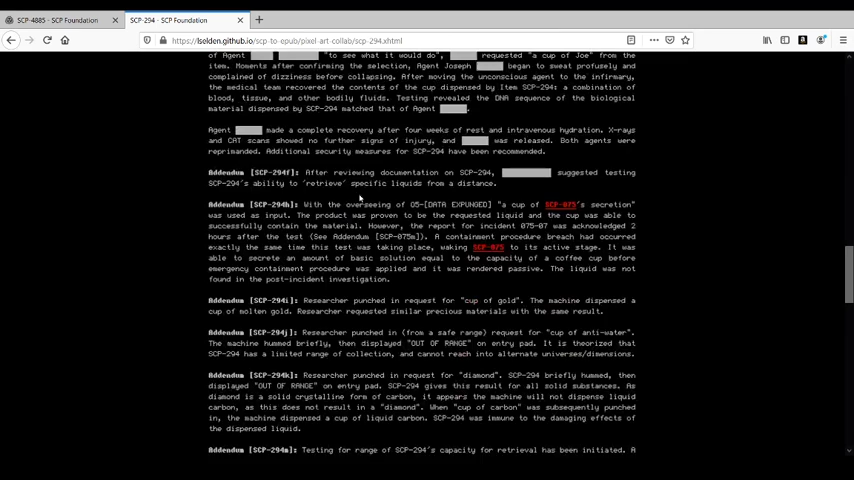 SCP-4885 - SCP Foundation
SCP-294 - SCP Foundation
https://lselden.github.io/scp-to-epub/pixel-art-collab/scp-294.xhtml
of Agent "to see what it would do", requested "a cup of Joe" from the
item. Moments after confirming the selection, Agent Joseph began to sweat profusely and
complained of dizziness before collapsing. After moving the unconscious agent to the infirmary,
the medical team recovered the contents of the cup dispensed by Item SCP-294: a combination of
blood, tissue, and other bodily fluids. Testing revealed the DNA sequence of the biological
material dispensed by SCP-294 matched that of Agent .
Agent made a complete recovery after four weeks of rest and intravenous hydration. X-rays
and CAT scans showed no further signs of injury, and was released. Both agents were
reprimanded. Additional security measures for SCP-294 have been recommended.
Addendum [SCP-294f]: After reviewing documentation on SCP-294, suggested testing
SCP-294's ability to 'retrieve' specific liquids from a distance.
Addendum [SCP-294h]: With the overseeing of O5-[DATA EXPUNGED] "a cup of SCP-075's secretion"
was used as input. The product was proven to be the requested liquid and the cup was able to
successfully contain the material. However, the report for incident 075-07 was acknowledged 2
hours after the test (See Addendum [SCP-075m]). A containment procedure breach had occurred
exactly the same time this test was taking place, waking SCP-075 to its active stage. It was
able to secrete an amount of basic solution equal to the capacity of a coffee cup before
emergency containment procedure was applied and it was rendered passive. The liquid was not
found in the post-incident investigation.
Addendum [SCP-294i]: Researcher punched in request for "cup of gold". The machine dispensed a
cup of molten gold. Researcher requested similar precious materials with the same result.
Addendum [SCP-294j]: Researcher punched in (from a safe range) request for "cup of anti-water".
The machine hummed briefly, then displayed "OUT OF RANGE" on entry pad. It is theorized that
SCP-294 has a limited range of collection, and cannot reach into alternate universes/dimensions.
Addendum [SCP-294k]: Researcher punched in request for "diamond". SCP-294 briefly hummed, then
displayed "OUT OF RANGE" on entry pad. SCP-294 gives this result for all solid substances. As
diamond is a solid crystalline form of carbon, it appears the machine will not dispense liquid
carbon, as this does not result in a "diamond". When "cup of carbon" was subsequently punched
in, the machine dispensed a cup of liquid carbon. SCP-294 was immune to the damaging effects of
the dispensed liquid.
Addendum [SCP-294m]: Testing for range of SCP-294's capacity for retrieval has been initiated. A